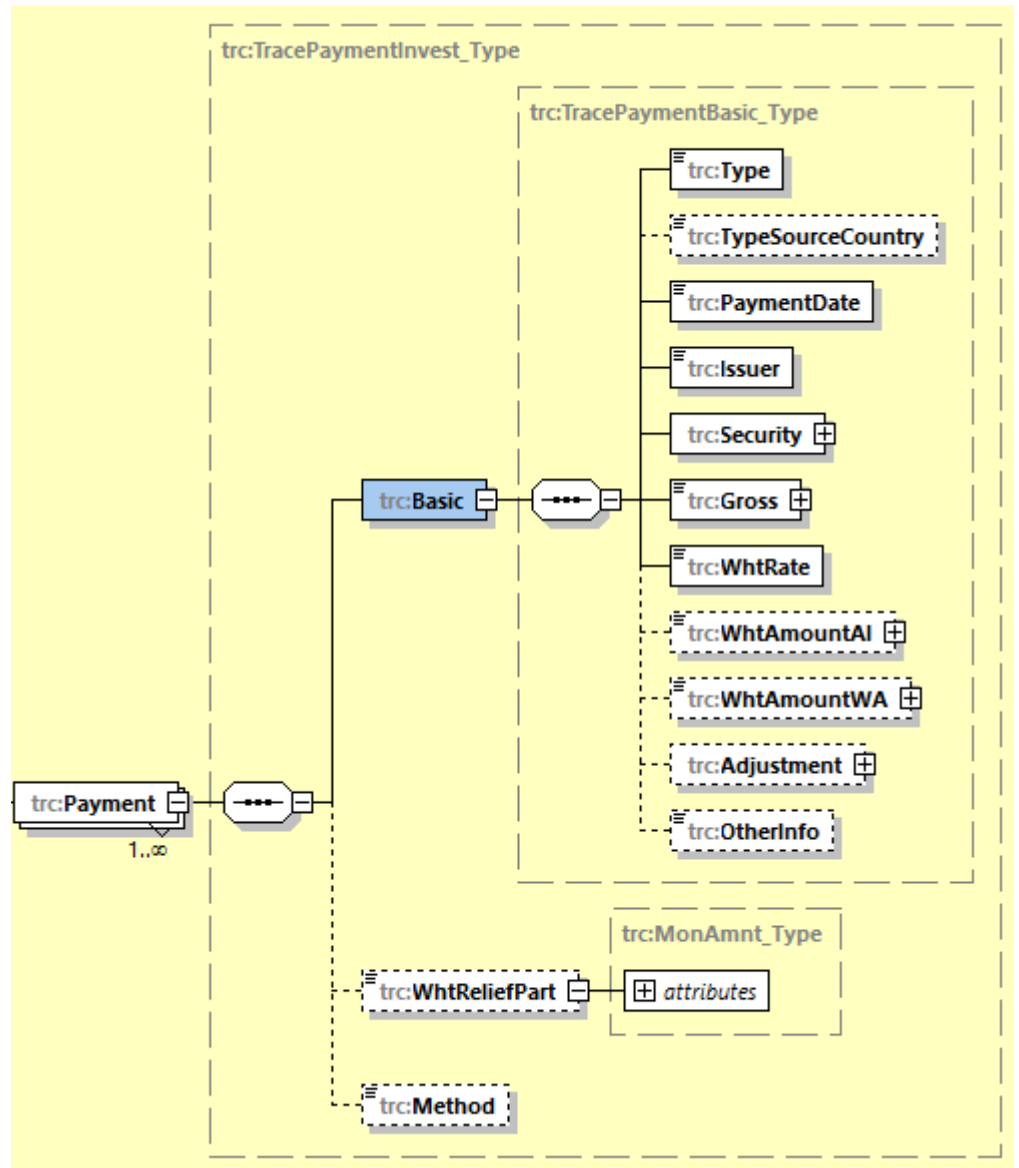 trc:TracePaymentInvest_Type
trc:TracePaymentBasic_Type
trc:Type
trc:TypeSourceCountry
trc:PaymentDate
trc:Issuer
trc:Security
trc:Basic
trc:Gross
trc:WhtRate
trc:WhtAmountAI
trc:WhtAmountWA
trc:Adjustment
trc:Payment
1..∞
trc:OtherInfo
trc:MonAmnt_Type
trc:WhtReliefPart
attributes
trc:Method